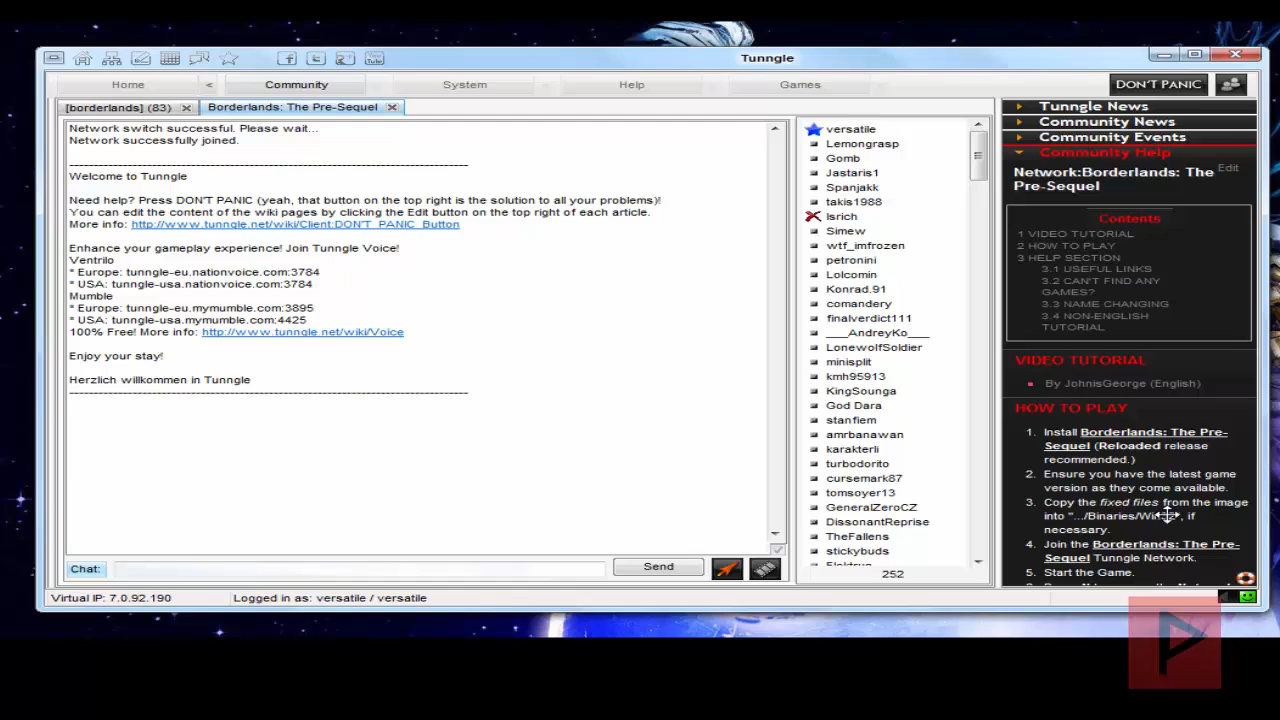 Tunngle
Home
<
Community
System
Help
Games
DON'T PANIC
[borderlands] (83)
Borderlands: The Pre-Sequel
Network switch successful. Please wait...
Network successfully joined.
Welcome to Tunngle
Need help? Press DON'T PANIC (yeah, that button on the top right is the solution to all your problems)!
You can edit the content of the wiki pages by clicking the Edit button on the top right of each article.
More info: http://www.tunngle.net/wiki/Client:DON'T_PANIC_Button
Enhance your gameplay experience! Join Tunngle Voice!
Ventrilo
* Europe: tunngle-eu.nationvoice.com:3784
* USA: tunngle-usa.nationvoice.com:3784
Mumble
* Europe: tunngle-eu.mymumble.com:3895
* USA: tunngle-usa.mymumble.com:4425
100% Free! More info: http://www.tunngle.net/wiki/Voice
Enjoy your stay!
Herzlich willkommen in Tunngle
Chat:
Send
versatile
Lemongrasp
Gomb
Jastaris1
Spanjakk
takis1988
Isrich
Simew
wtf_imfrozen
petronini
Lolcomin
Konrad.91
comandery
finalverdict111
___AndreyKo___
LonewolfSoldier
minisplit
kmh95913
KingSounga
God Dara
stanfiem
amrbanawan
karakterli
turbodorito
cursemark87
tomsoyer13
GeneralZeroCZ
DissonantReprise
TheFallens
stickybuds
252
Tunngle News
Community News
Community Events
Community Help
Network:Borderlands: The
Pre-Sequel
Edit
Contents
1 VIDEO TUTORIAL
2 HOW TO PLAY
3 HELP SECTION
3.1 USEFUL LINKS
3.2 CAN'T FIND ANY
GAMES?
3.3 NAME CHANGING
3.4 NON-ENGLISH
TUTORIAL
VIDEO TUTORIAL
By JohnisGeorge (English)
HOW TO PLAY
1. Install Borderlands: The Pre-
Sequel (Reloaded release
recommended.)
2. Ensure you have the latest game
version as they come available.
3. Copy the fixed files from the image
into ".../Binaries/Win32", if
necessary.
4. Join the Borderlands: The Pre-
Sequel Tunngle Network.
5. Start the Game.
Virtual IP: 7.0.92.190
Logged in as: versatile / versatile